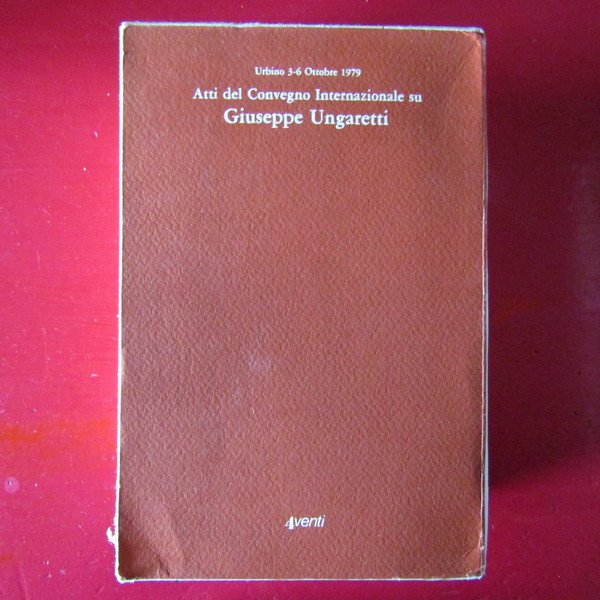 Urbino 3-6 Ottobre 1979
Atti del Convegno Internazionale su
Giuseppe Ungaretti
4venti